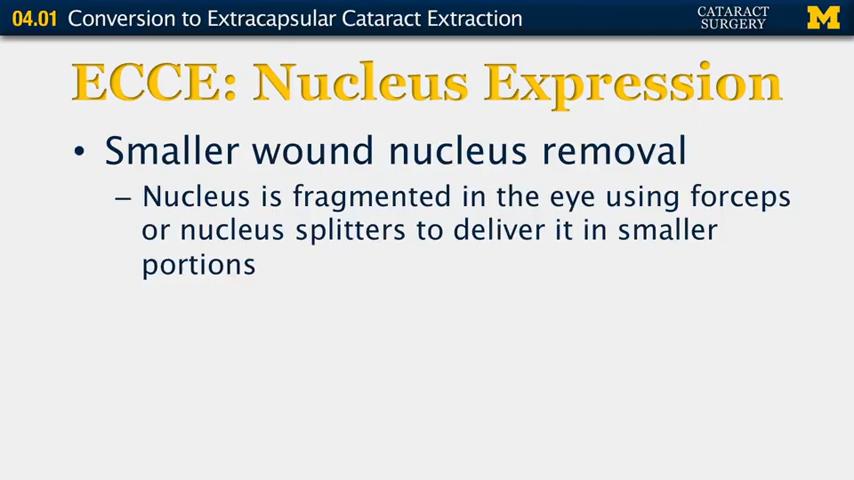 04.01 Conversion to Extracapsular Cataract Extraction
CATARACT
SURGERY
M
ECCE: Nucleus Expression
• Smaller wound nucleus removal
– Nucleus is fragmented in the eye using forceps
or nucleus splitters to deliver it in smaller
portions